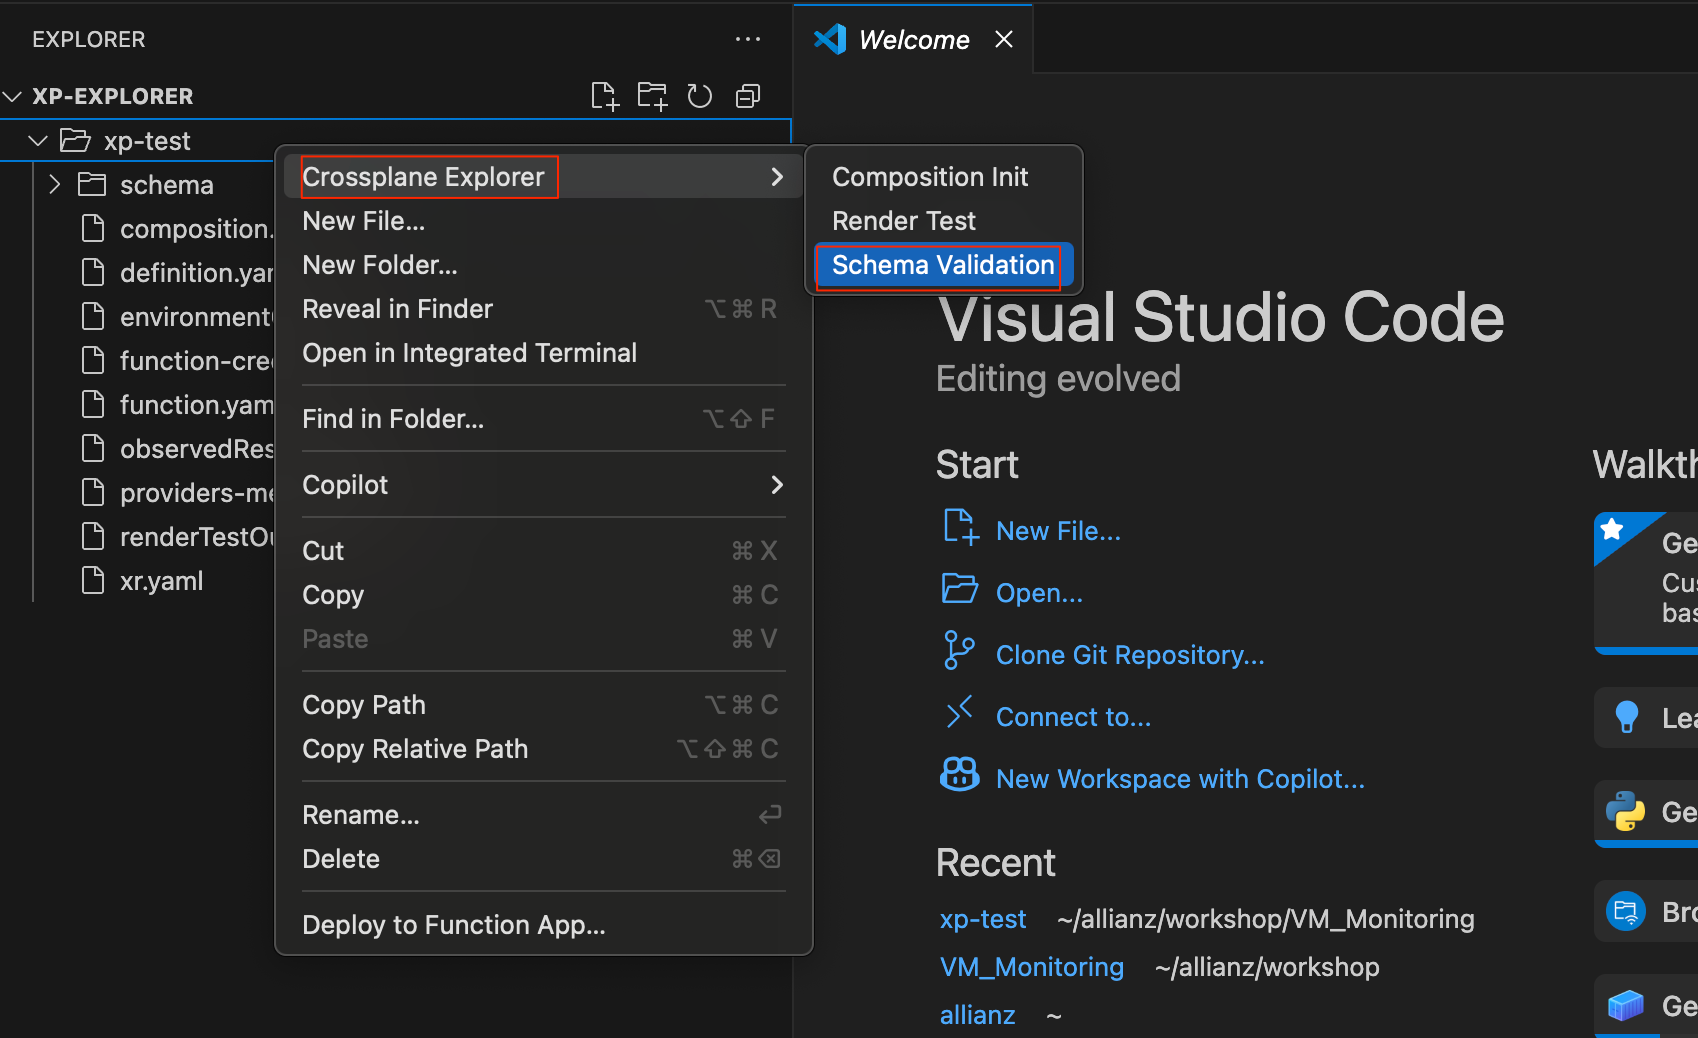 EXPLORER
XP-EXPLORER
xp-test
schema
composition.
definition.yar
environment
function-cre
function.yam
observedRes
providers-me
renderTestOu
xr.yaml
Crossplane Explorer
New File...
New Folder...
Reveal in Finder ⌥⌘R
Open in Integrated Terminal
Find in Folder... ⌥⇧F
Copilot
Cut ⌘X
Copy ⌘C
Paste ⌘V
Copy Path ⌥⌘C
Copy Relative Path ⌥⇧⌘C
Rename...
Delete
Deploy to Function App...
Composition Init
Render Test
Schema Validation
Welcome
Visual Studio Code
Editing evolved
Start
New File...
Open...
Clone Git Repository...
Connect to...
New Workspace with Copilot...
Recent
xp-test ~/allianz/workshop/VM_Monitoring
VM_Monitoring ~/allianz/workshop
allianz ~
Walkth
Ge
Cus
bas
Lea
Ge
Bro
Ge